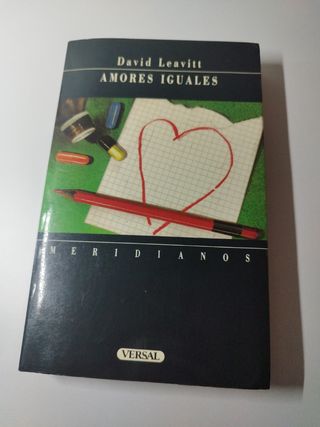 David Leavitt
AMORES IGUALES
MERIDIANOS
VERSAL